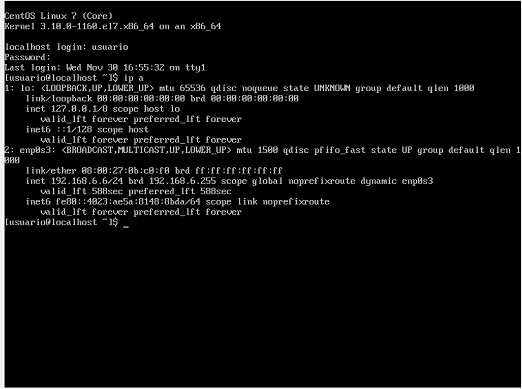 CentOS Linux 7 (Core)
Kernel 3.10.0-1160.el7.x86_64 on an x86_64
localhost login: usuario
Password:
Last login: Wed Nov 30 16:55:32 on tty1
[usuario@localhost ~]$ ip a
1: lo: <LOOPBACK,UP,LOWER_UP> mtu 65536 qdisc noqueue state UNKNOWN group default qlen 1000
link/loopback 00:00:00:00:00:00 brd 00:00:00:00:00:00
inet 127.0.0.1/8 scope host lo
valid_lft forever preferred_lft forever
inet6 ::1/128 scope host
valid_lft forever preferred_lft forever
2: enp0s3: <BROADCAST,MULTICAST,UP,LOWER_UP> mtu 1500 qdisc pfifo_fast state UP group default qlen 1
000
link/ether 08:00:27:0b:c0:f0 brd ff:ff:ff:ff:ff:ff
inet 192.168.6.6/24 brd 192.168.6.255 scope global noprefixroute dynamic enp0s3
valid_lft 588sec preferred_lft 588sec
inet6 fe80::4023:ae5a:8148:8bda/64 scope link noprefixroute
valid_lft forever preferred_lft forever
[usuario@localhost ~]$ _